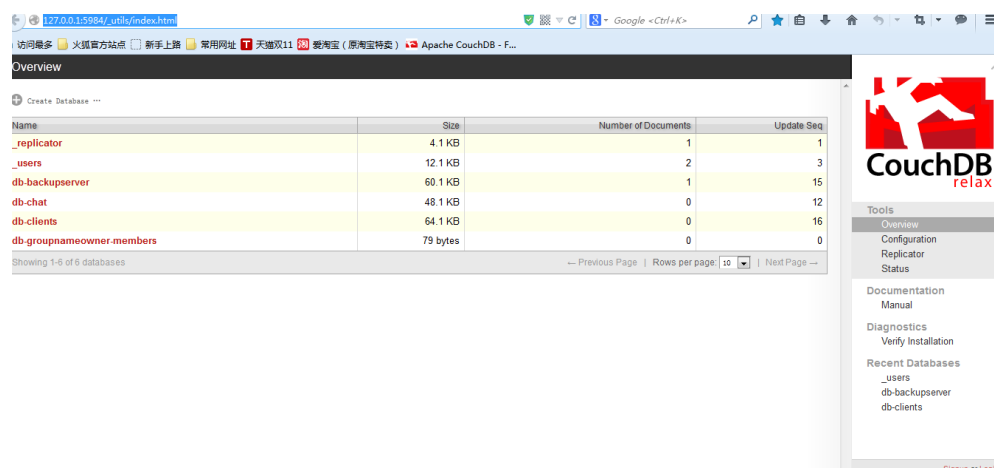 127.0.0.1:5984/_utils/index.html
Google <Ctrl+K>
访问最多 火狐官方站点 新手上路 常用网址 天猫双11 爱淘宝（原淘宝特卖） Apache CouchDB - F...
Overview
Create Database ...
Name Size Number of Documents Update Seq
_replicator 4.1 KB 1 1
_users 12.1 KB 2 3
db-backupserver 60.1 KB 1 15
db-chat 48.1 KB 0 12
db-clients 64.1 KB 0 16
db-groupnameowner-members 79 bytes 0 0
Showing 1-6 of 6 databases ← Previous Page | Rows per page: 10 | Next Page →
CouchDB
relax
Tools
Overview
Configuration
Replicator
Status
Documentation
Manual
Diagnostics
Verify Installation
Recent Databases
_users
db-backupserver
db-clients